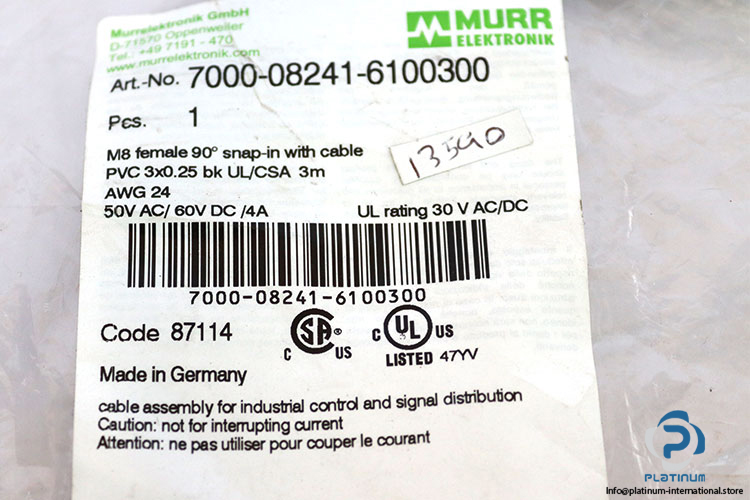 Murrelektronik GmbH
D-71570 Oppenweiler
Tel.: +49 7191 - 470
www.murrelektronik.com
MURR
ELEKTRONIK
Art.-No. 7000-08241-6100300
Pcs. 1
13590
M8 female 90° snap-in with cable
PVC 3x0.25 bk UL/CSA 3m
AWG 24
50V AC/ 60V DC /4A UL rating 30 V AC/DC
7000-08241-6100300
Code 87114
SA ® C US
C UL US
LISTED 47YV
Made in Germany
cable assembly for industrial control and signal distribution
Caution: not for interrupting current
Attention: ne pas utiliser pour couper le courant
PLATINUM
Info@platinum-international.store